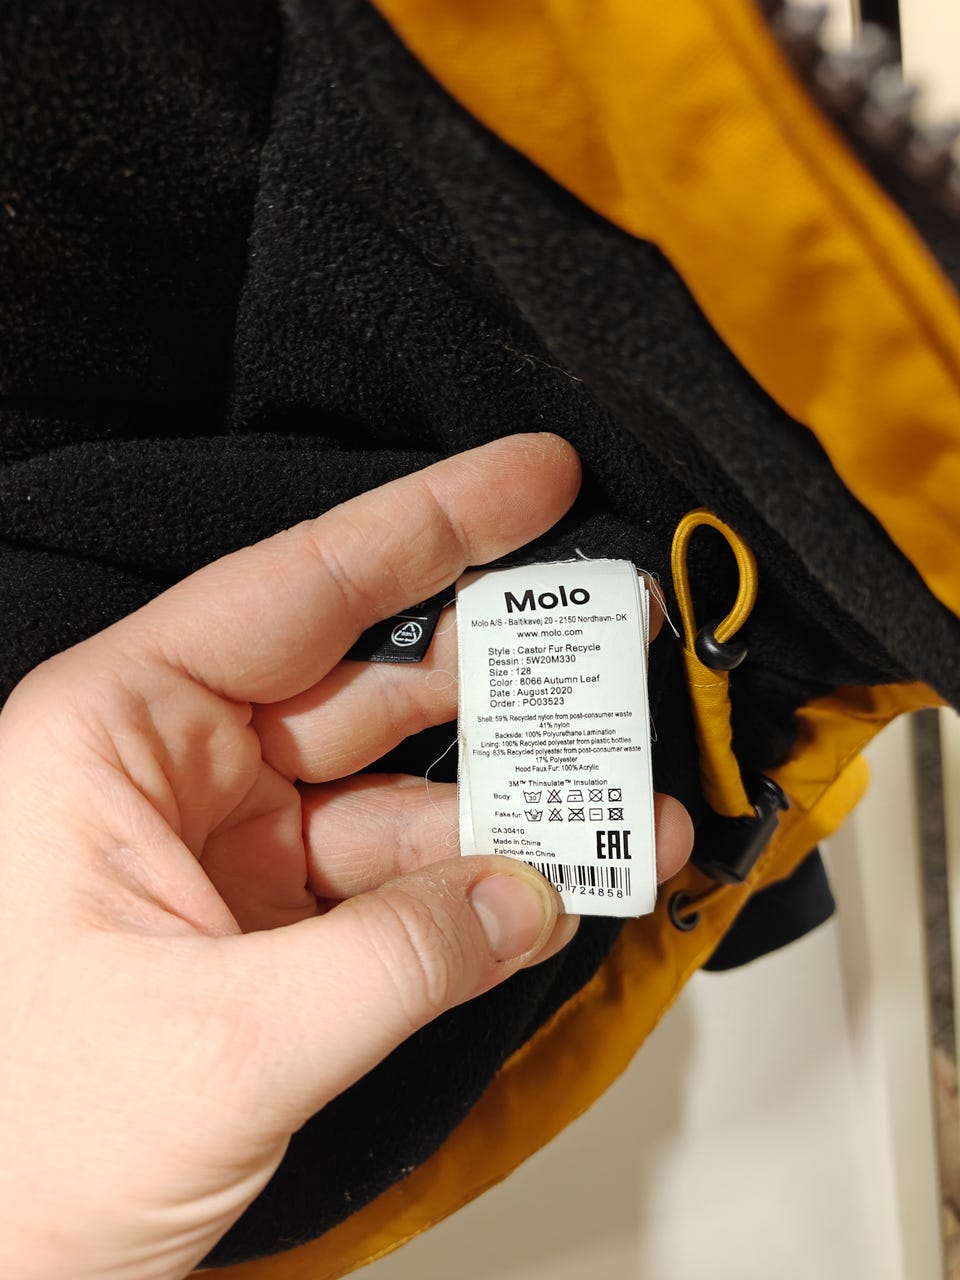 Molo
Molo A/S - Baltikavej 20 - 2150 Nordhavn- DK
www.molo.com
Style : Castor Fur Recycle
Dessin : 5W20M330
Size : 128
Color : 8066 Autumn Leaf
Date : August 2020
Order : PO03523
Shell: 59% Recycled nylon from post-consumer waste
41% nylon
Backside: 100% Polyurethane Lamination
Lining: 100% Recycled polyester from plastic bottles
Filling: 83% Recycled polyester from post-consumer waste
17% Polyester
Hood Faux Fur: 100% Acrylic
3M™ Thinsulate™ Insulation
Body:
30
Fake fur:
CA 30410
Made in China
Fabriqué en Chine
EAC
0 724858